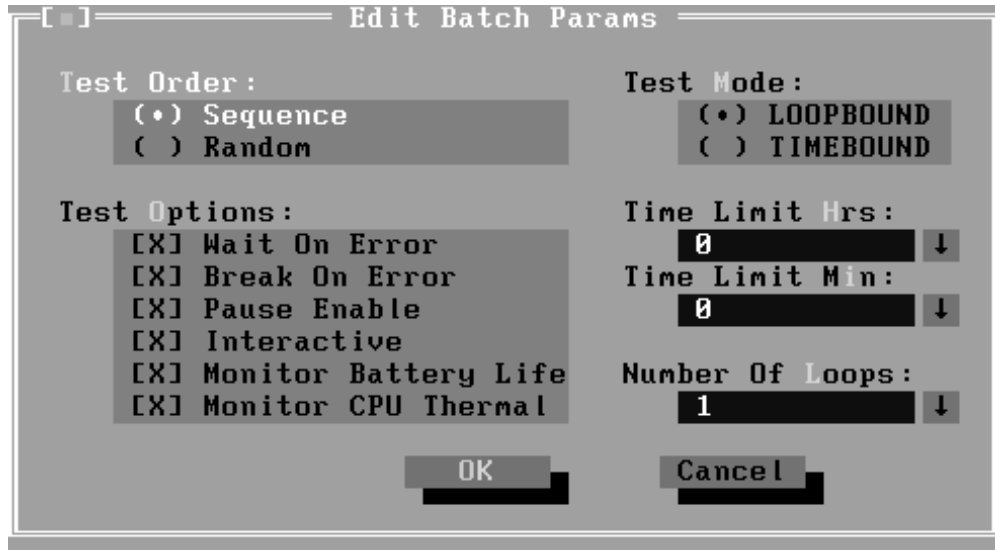 [■] Edit Batch Params
Test Order:
(•) Sequence
( ) Random
Test Mode:
(•) LOOPBOUND
( ) TIMEBOUND
Test Options:
[X] Wait On Error
[X] Break On Error
[X] Pause Enable
[X] Interactive
[X] Monitor Battery Life
[X] Monitor CPU Thermal
Time Limit Hrs:
0 ↓
Time Limit Min:
0 ↓
Number Of Loops:
1 ↓
OK Cancel